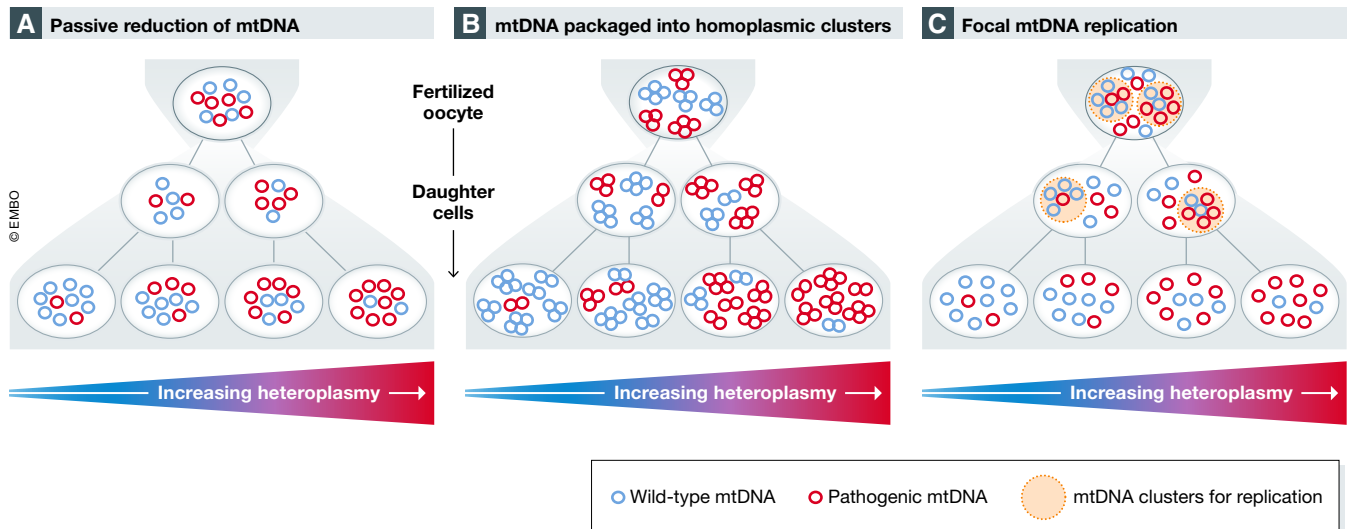 A Passive reduction of mtDNA
B mtDNA packaged into homoplasmic clusters
C Focal mtDNA replication
Fertilized
oocyte
Daughter
cells
© EMBO
Increasing heteroplasmy
Increasing heteroplasmy
Increasing heteroplasmy
Wild-type mtDNA
Pathogenic mtDNA
mtDNA clusters for replication